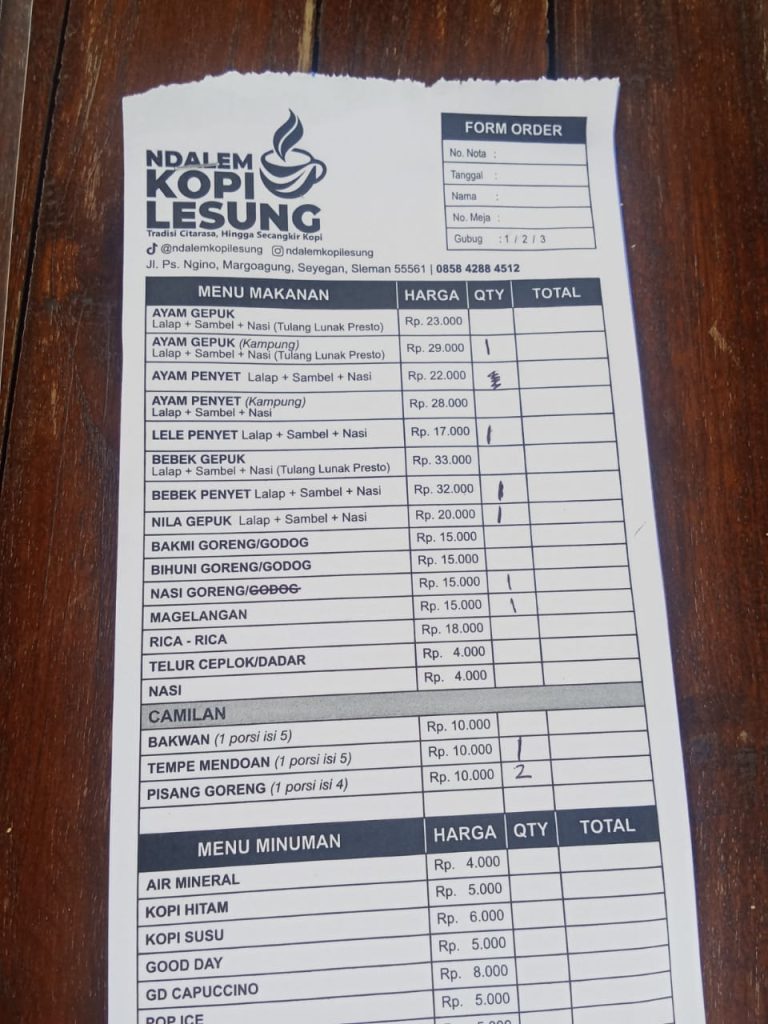 NDALEM
KOPI
LESUNG
Tradisi Citarasa, Hingga Secangkir Kopi
@ndalemkopilesung ndalemkopilesung
Jl. Ps. Ngino, Margoagung, Seyegan, Sleman 55561 | 0858 4288 4512
FORM ORDER
No. Nota :
Tanggal :
Nama :
No. Meja :
Gubug : 1 / 2 / 3
MENU MAKANAN HARGA QTY TOTAL
AYAM GEPUK
Lalap + Sambel + Nasi (Tulang Lunak Presto) Rp. 23.000
AYAM GEPUK (Kampung)
Lalap + Sambel + Nasi (Tulang Lunak Presto) Rp. 29.000 1
AYAM PENYET Lalap + Sambel + Nasi Rp. 22.000
AYAM PENYET (Kampung)
Lalap + Sambel + Nasi Rp. 28.000
LELE PENYET Lalap + Sambel + Nasi Rp. 17.000 1
BEBEK GEPUK
Lalap + Sambel + Nasi (Tulang Lunak Presto) Rp. 33.000
BEBEK PENYET Lalap + Sambel + Nasi Rp. 32.000 1
NILA GEPUK Lalap + Sambel + Nasi Rp. 20.000 1
BAKMI GORENG/GODOG Rp. 15.000
BIHUNI GORENG/GODOG Rp. 15.000
NASI GORENG/GODOG Rp. 15.000 1
MAGELANGAN Rp. 15.000 1
RICA - RICA Rp. 18.000
TELUR CEPLOK/DADAR Rp. 4.000
NASI Rp. 4.000
CAMILAN
BAKWAN (1 porsi isi 5) Rp. 10.000
TEMPE MENDOAN (1 porsi isi 5) Rp. 10.000 1
PISANG GORENG (1 porsi isi 4) Rp. 10.000 2
MENU MINUMAN HARGA QTY TOTAL
AIR MINERAL Rp. 4.000
KOPI HITAM Rp. 5.000
KOPI SUSU Rp. 6.000
GOOD DAY Rp. 5.000
GD CAPUCCINO Rp. 8.000
POP ICE Rp. 5.000